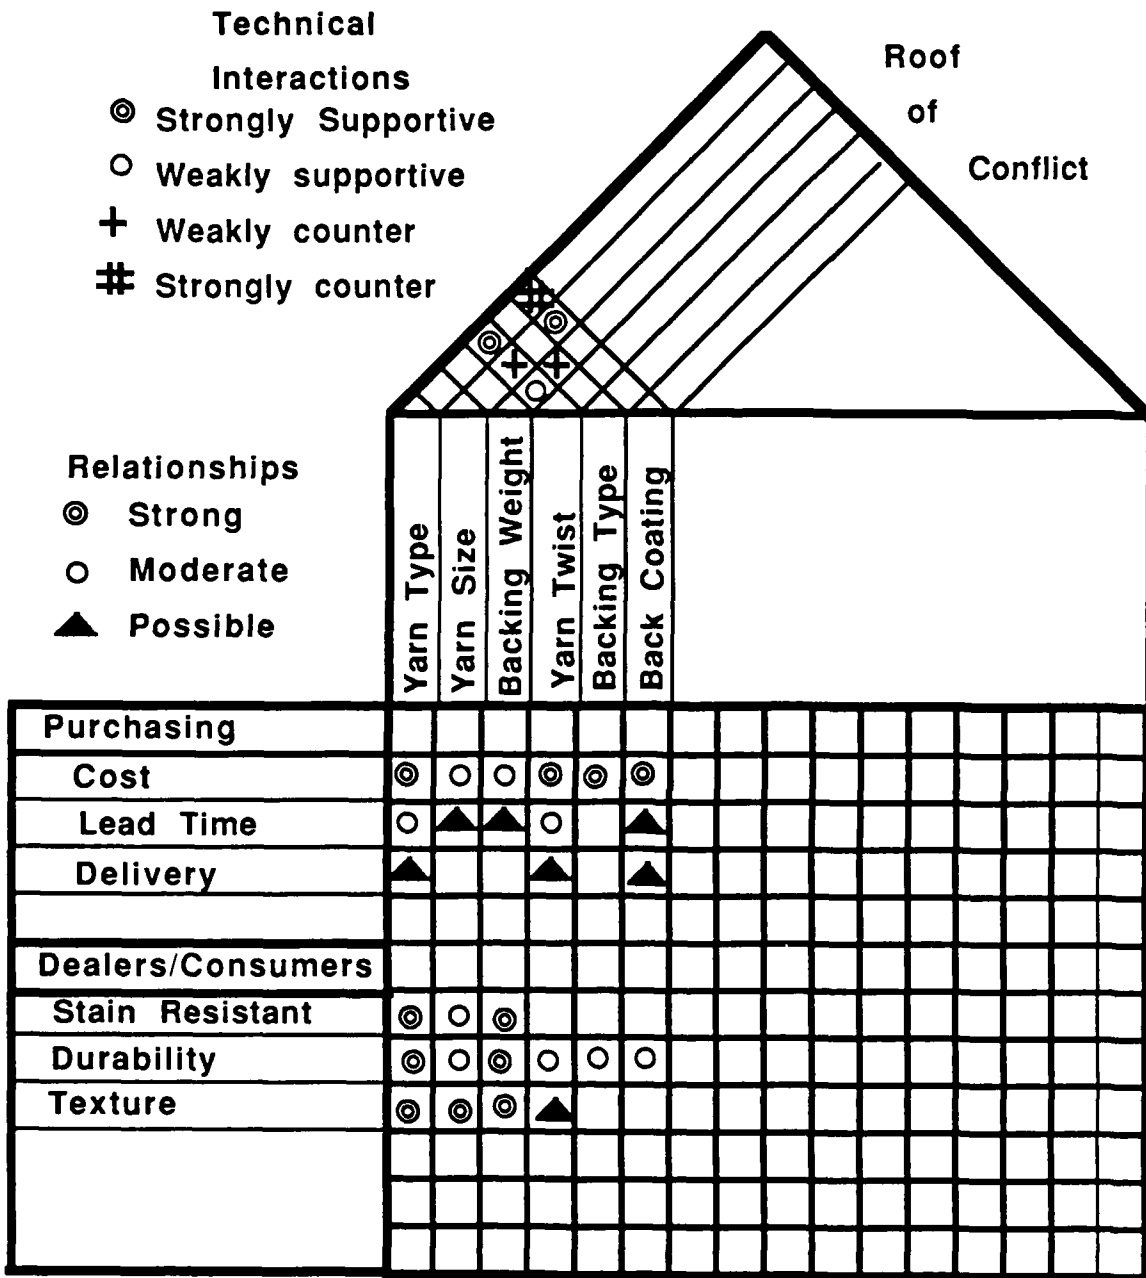 Technical
Interactions
Strongly Supportive
Weakly supportive
Weakly counter
Strongly counter
Roof
of
Conflict
Relationships
Strong
Moderate
Possible
Yarn Type
Yarn Size
Backing Weight
Yarn Twist
Backing Type
Back Coating
Purchasing
Cost
Lead Time
Delivery
Dealers/Consumers
Stain Resistant
Durability
Texture